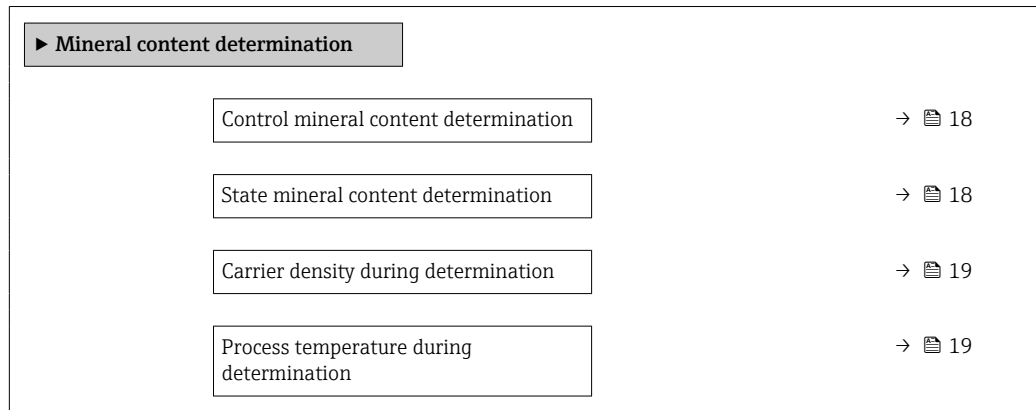 ▶ Mineral content determination
Control mineral content determination → 18
State mineral content determination → 18
Carrier density during determination → 19
Process temperature during → 19
determination